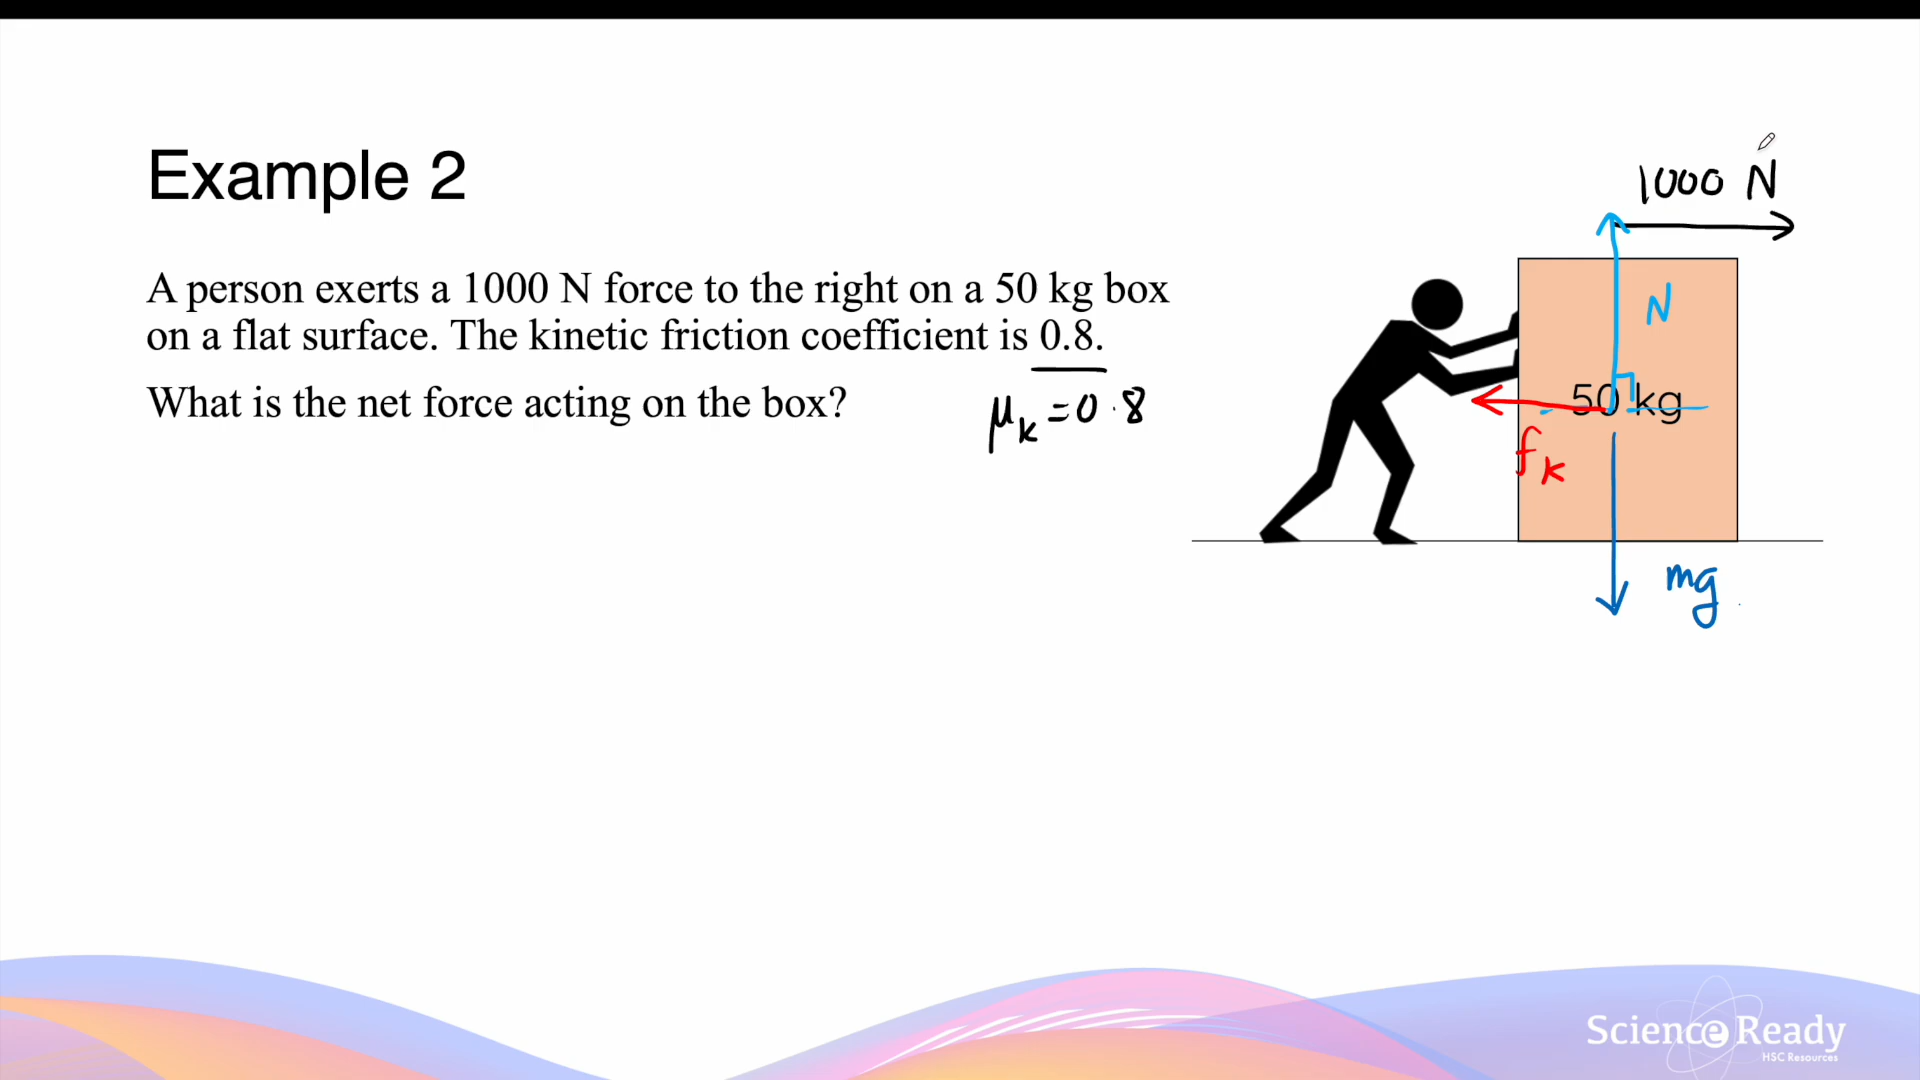 Example 2
1000 N
A person exerts a 1000 N force to the right on a 50 kg box
on a flat surface. The kinetic friction coefficient is 0.8.
What is the net force acting on the box?
μk = 0.8
N
50 kg
fk
mg
Science Ready
HSC Resources